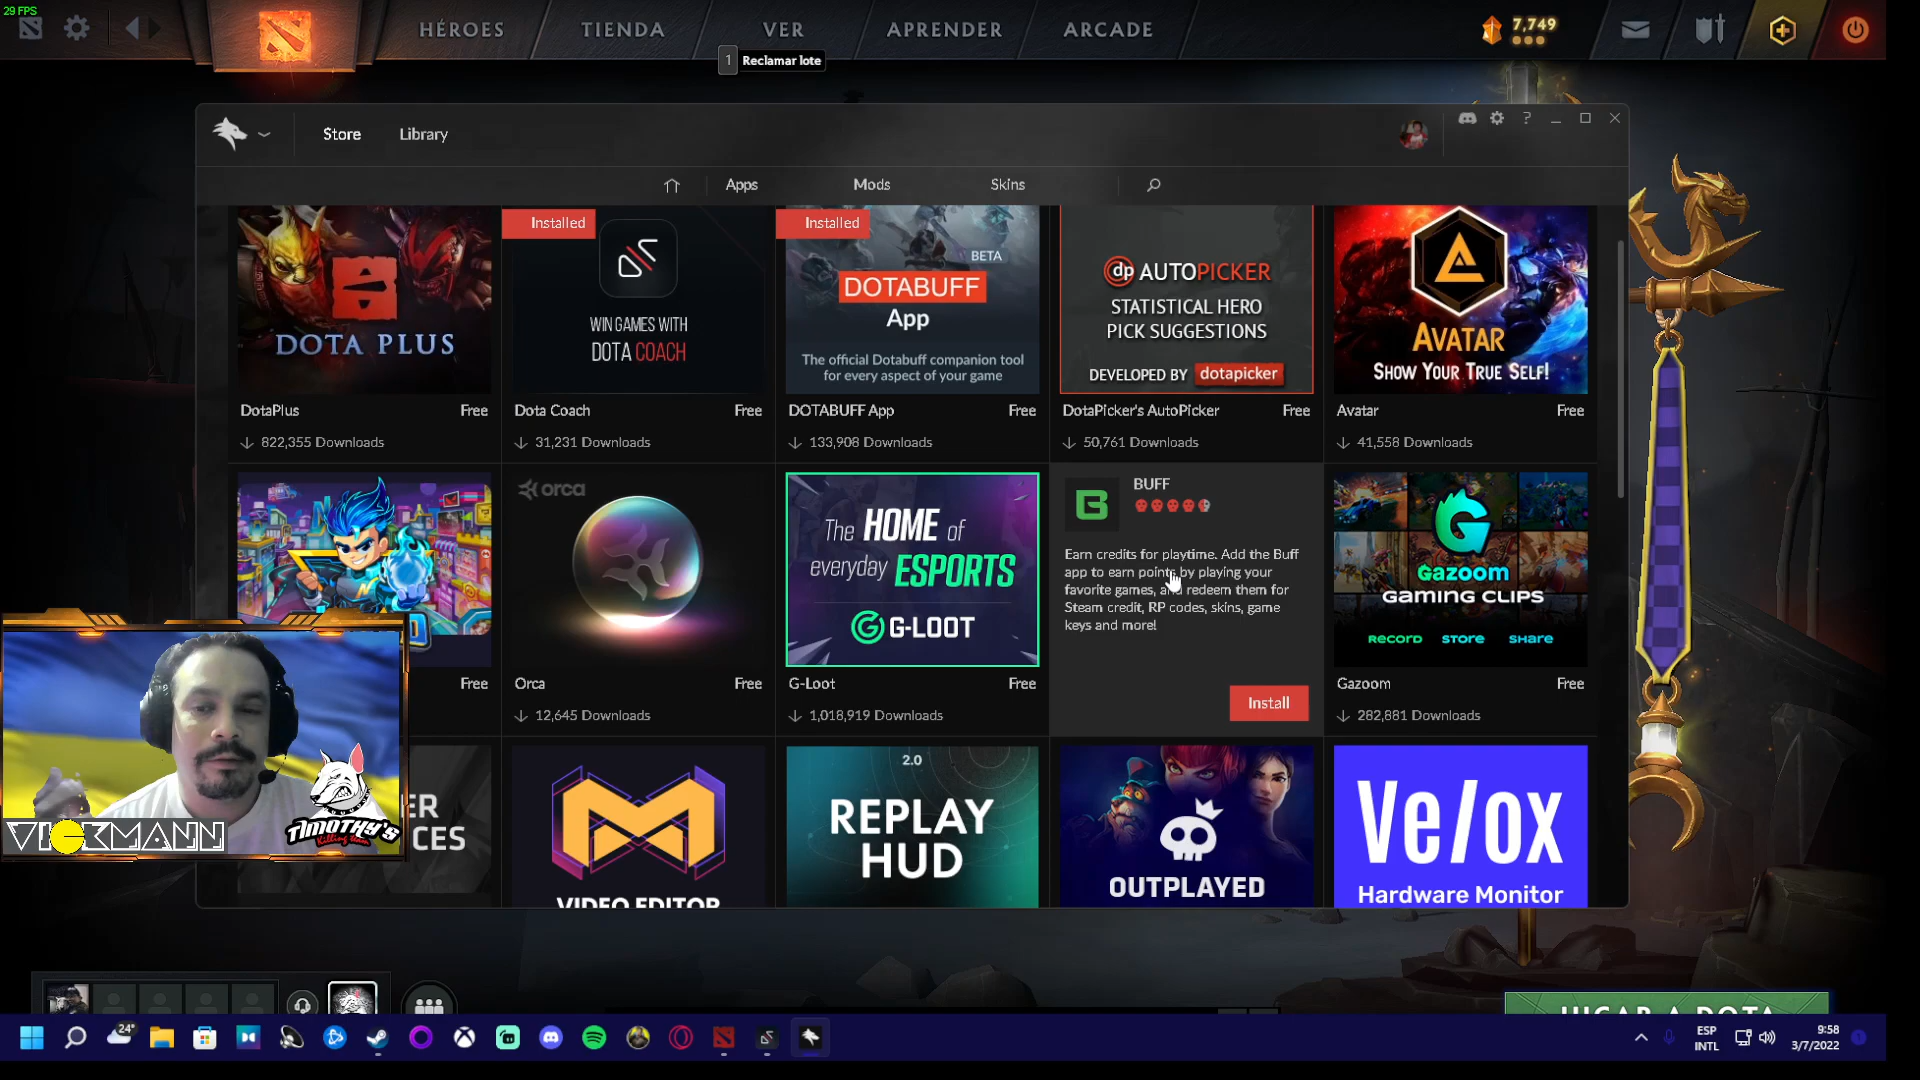 29 FPS
HÉROES
TIENDA
VER
APRENDER
ARCADE
7,749
1 Reclamar lote
Store
Library
Apps
Mods
Skins
DOTA PLUS
DotaPlus
Free
822,355 Downloads
Installed
WIN GAMES WITH
DOTA COACH
Dota Coach
Free
31,231 Downloads
Installed
BETA
DOTABUFF
App
The official Dotabuff companion tool
for every aspect of your game
DOTABUFF App
Free
133,908 Downloads
dp AUTOPICKER
STATISTICAL HERO
PICK SUGGESTIONS
DEVELOPED BY dotapicker
DotaPicker's AutoPicker
Free
50,761 Downloads
AVATAR
SHOW YOUR TRUE SELF!
Avatar
Free
41,558 Downloads
Free
orca
Orca
Free
12,645 Downloads
The HOME of
everyday ESPORTS
G-LOOT
G-Loot
Free
1,018,919 Downloads
BUFF
Earn credits for playtime. Add the Buff
app to earn points by playing your
favorite games, and redeem them for
Steam credit, RP codes, skins, game
keys and more!
Install
Gazoom
GAMING CLIPS
RECORD STORE SHARE
Gazoom
Free
282,881 Downloads
VICKMANN
TIMOTHY'S
Killing team
VIDEO EDITOR
2.0
REPLAY
HUD
OUTPLAYED
Ve/ox
Hardware Monitor
24°
ESP
INTL
9:58
3/7/2022